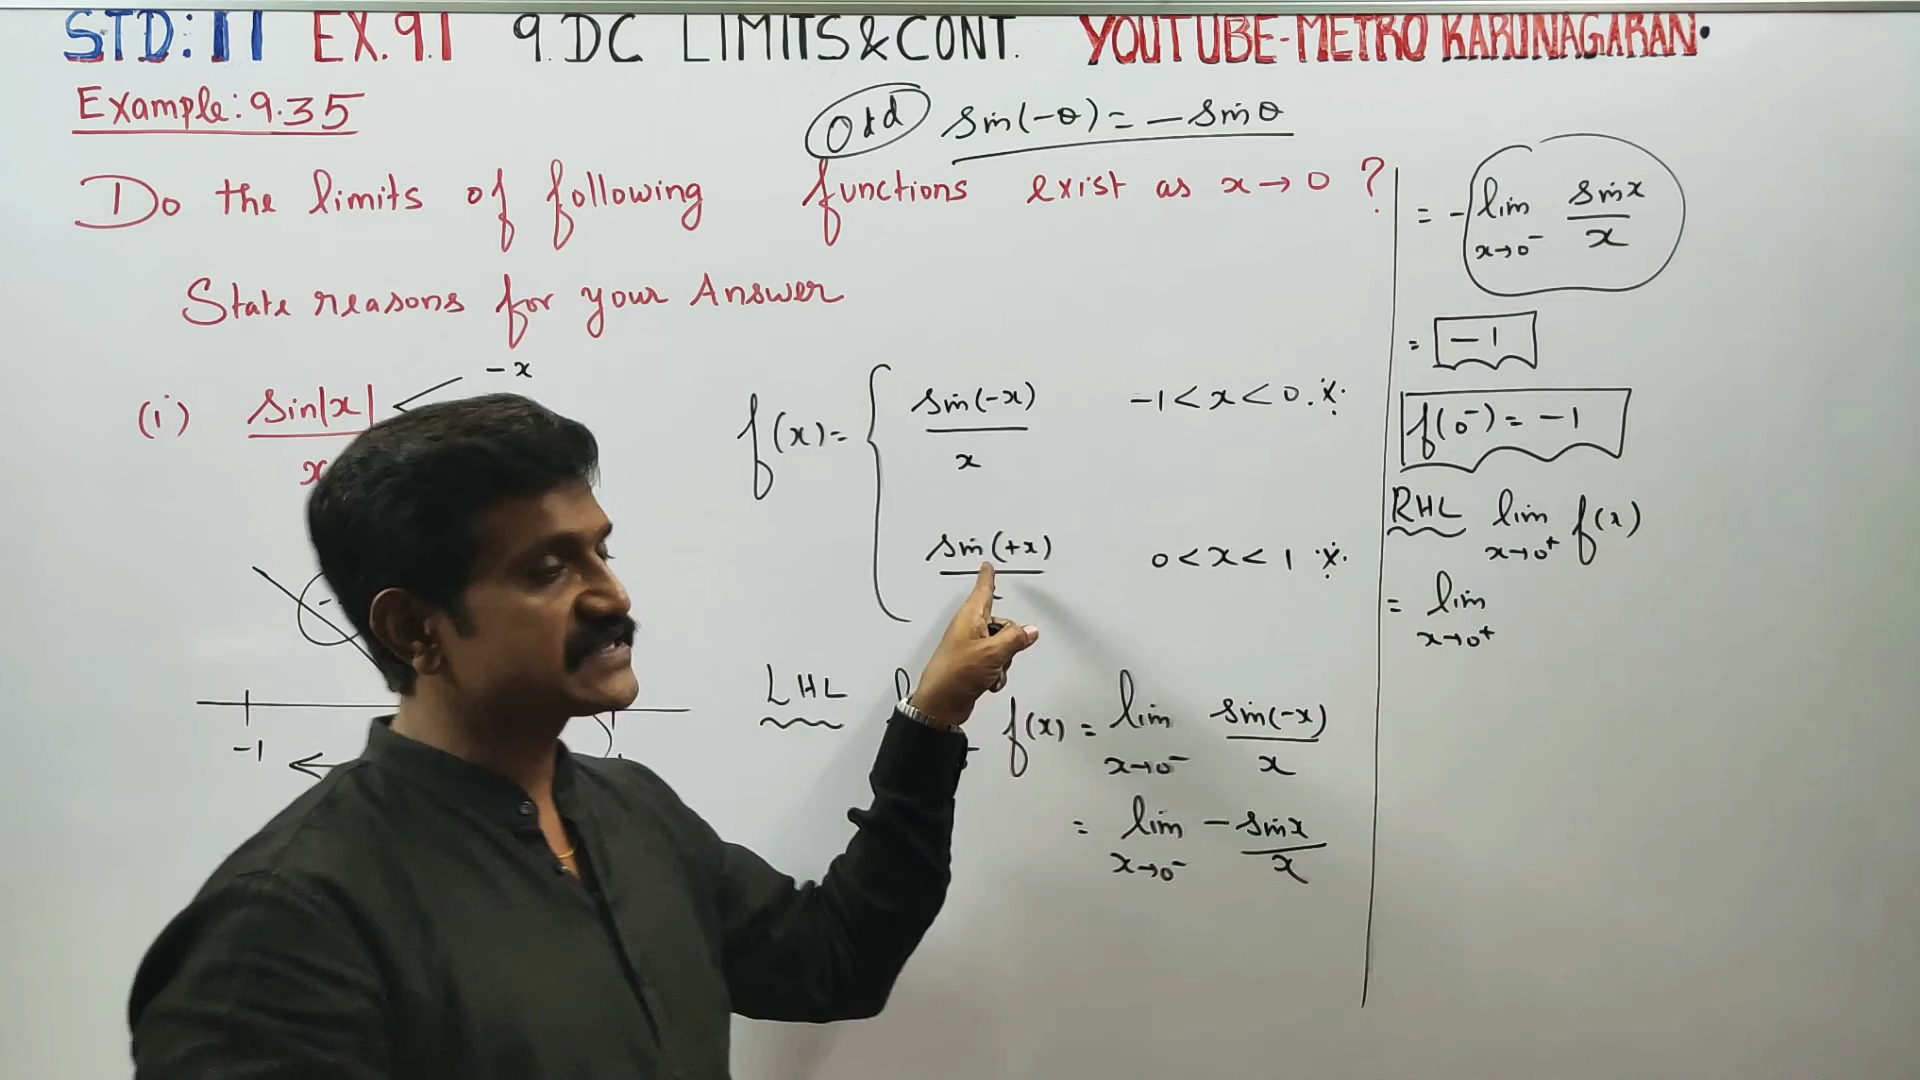 STD: 11 EX.9.1 9.DC LIMITS & CONT. YOUTUBE-METRO KARUNAGARAN.
Example: 9.35
Odd sin(-θ) = - sinθ
Do the limits of following functions exist as x→0 ?
State reasons for your Answer
-x
(i) sin|x|
x
f(x) = { sin(-x) / x -1 < x < 0.
sin(+x) 0 < x < 1
-1
LHL f(x) = lim x→0⁻ sin(-x) / x
= lim x→0⁻ - sinx / x
= - lim x→0⁻ sinx / x
= -1
f(0⁻) = -1
RHL lim x→0⁺ f(x)
= lim x→0⁺